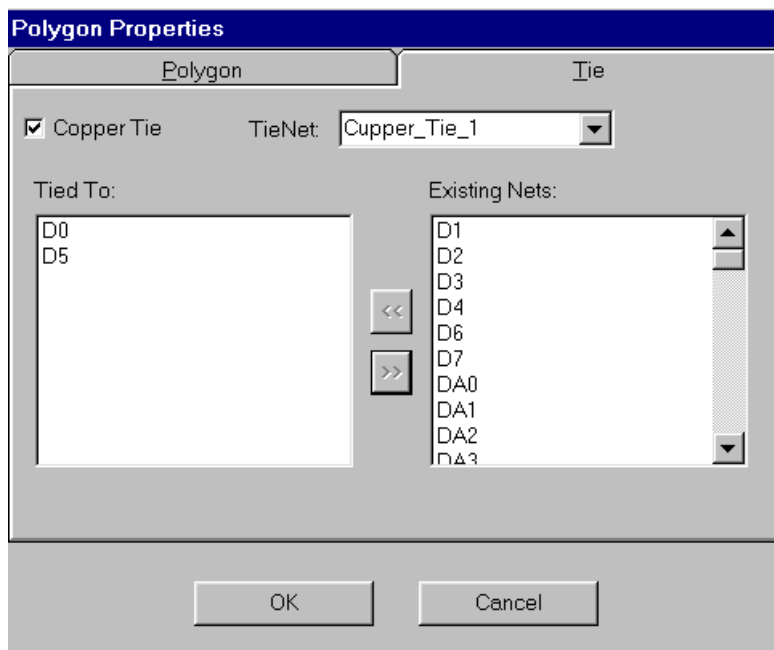 Polygon Properties
Polygon
Tie
Copper Tie
TieNet:
Cupper_Tie_1
Tied To:
D0
D5
<<
>>
Existing Nets:
D1
D2
D3
D4
D6
D7
DA0
DA1
DA2
DA3
OK
Cancel